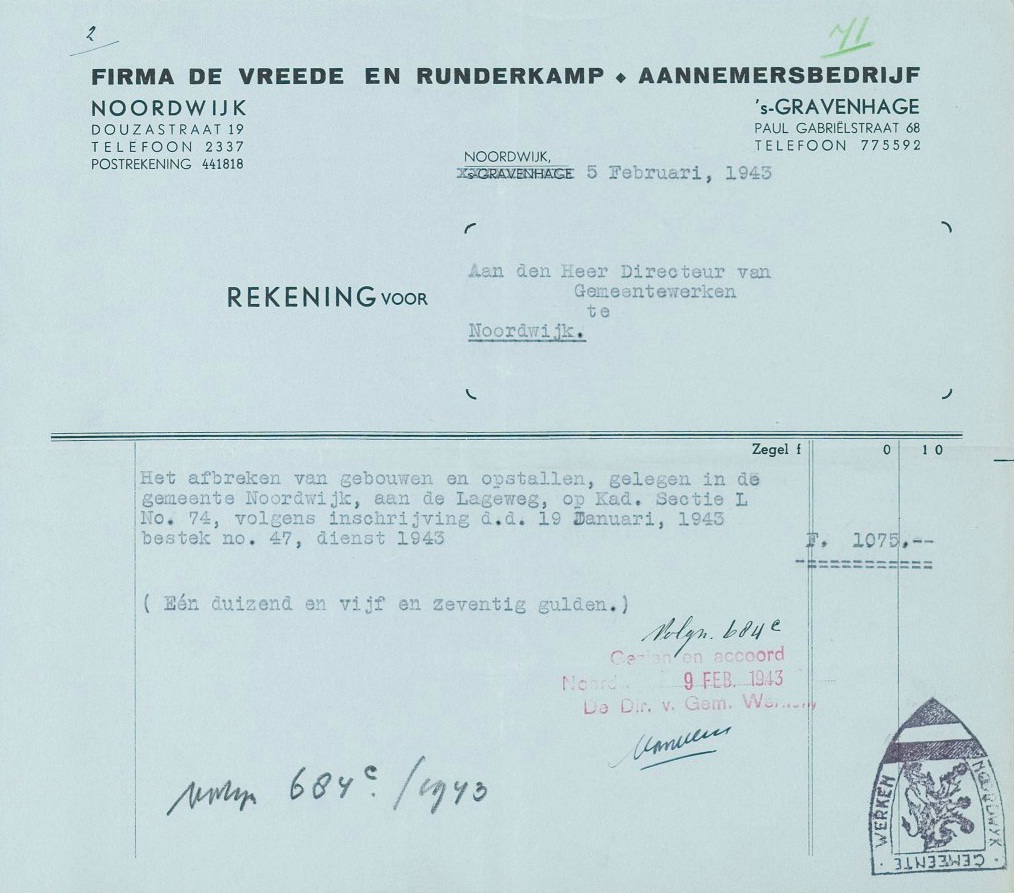 2
71
FIRMA DE VREEDE EN RUNDERKAMP ♦ AANNEMERSBEDRIJF
NOORDWIJK
DOUZASTRAAT 19
TELEFOON 2337
POSTREKENING 441818
's-GRAVENHAGE
PAUL GABRIËLSTRAAT 68
TELEFOON 775592
NOORDWIJK,
's-GRAVENHAGE 5 Februari, 1943
REKENING VOOR
Aan den Heer Directeur van
Gemeentewerken
te
Noordwijk.
Zegel f 0 10
Het afbreken van gebouwen en opstallen, gelegen in de
gemeente Noordwijk, aan de Lageweg, op Kad. Sectie L
No. 74, volgens inschrijving d.d. 19 Januari, 1943
bestek no. 47, dienst 1943 F. 1075.--
( Eén duizend en vijf en zeventig gulden.)
Volgn. 684c
Gezien en accoord
9 FEB. 1943
De Dir. v. Gem.
684c./1943
WERKEN
NOORDWYK
GEMEENTE